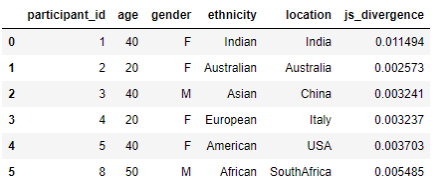 participant_id age gender ethnicity location js_divergence
0 1 40 F Indian India 0.011494
1 2 20 F Australian Australia 0.002573
2 3 40 M Asian China 0.003241
3 4 20 F European Italy 0.003237
4 5 40 F American USA 0.003703
5 8 50 M African SouthAfrica 0.005485